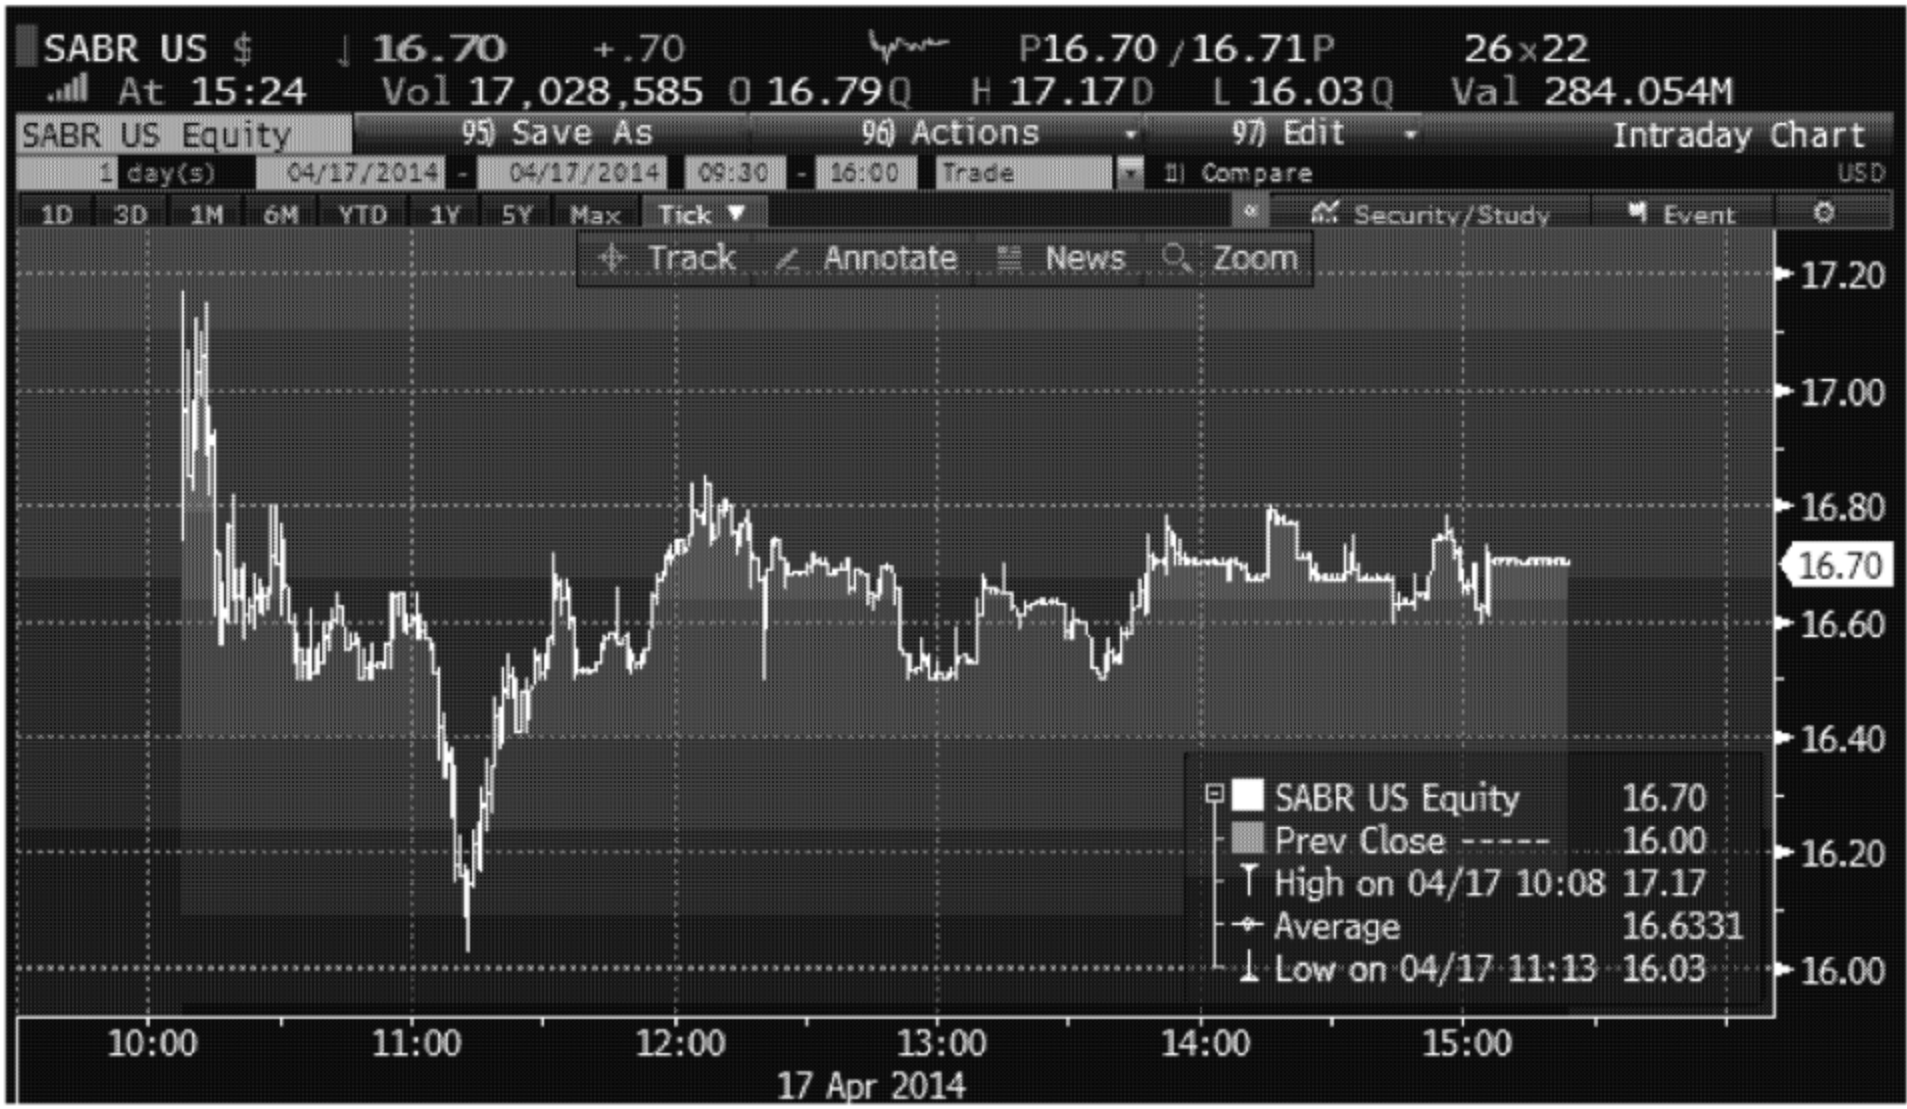 SABR US $ ↓ 16.70 +.70 P16.70 /16.71P 26x22
At 15:24 Vol 17,028,585 O 16.79Q H 17.17D L 16.03Q Val 284.054M
SABR US Equity 95) Save As 96) Actions 97) Edit Intraday Chart
1 day(s) 04/17/2014 - 04/17/2014 09:30 - 16:00 Trade 1) Compare USD
1D 3D 1M 6M YTD 1Y 5Y Max Tick ▼ « Security/Study Event
Track Annotate News Zoom
17.20
17.00
16.80
16.70
16.60
16.40
16.20
16.00
SABR US Equity 16.70
Prev Close ----- 16.00
High on 04/17 10:08 17.17
Average 16.6331
Low on 04/17 11:13 16.03
10:00 11:00 12:00 13:00 14:00 15:00
17 Apr 2014